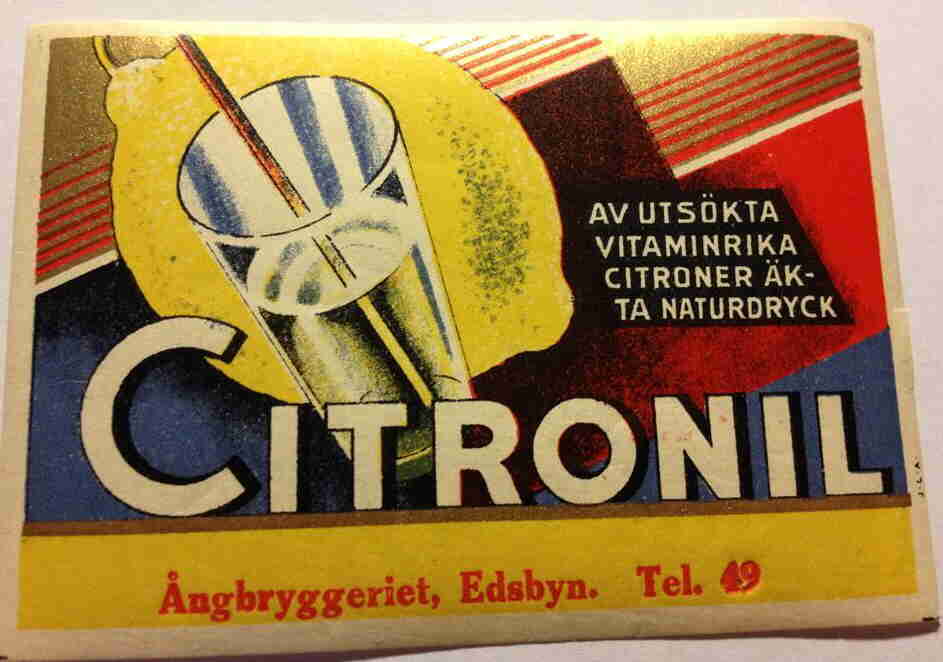 AV UTSÖKTA
VITAMINRIKA
CITRONER ÄK-
TA NATURDRYCK
CITRONIL
Ångbryggeriet, Edsbyn. Tel. 49